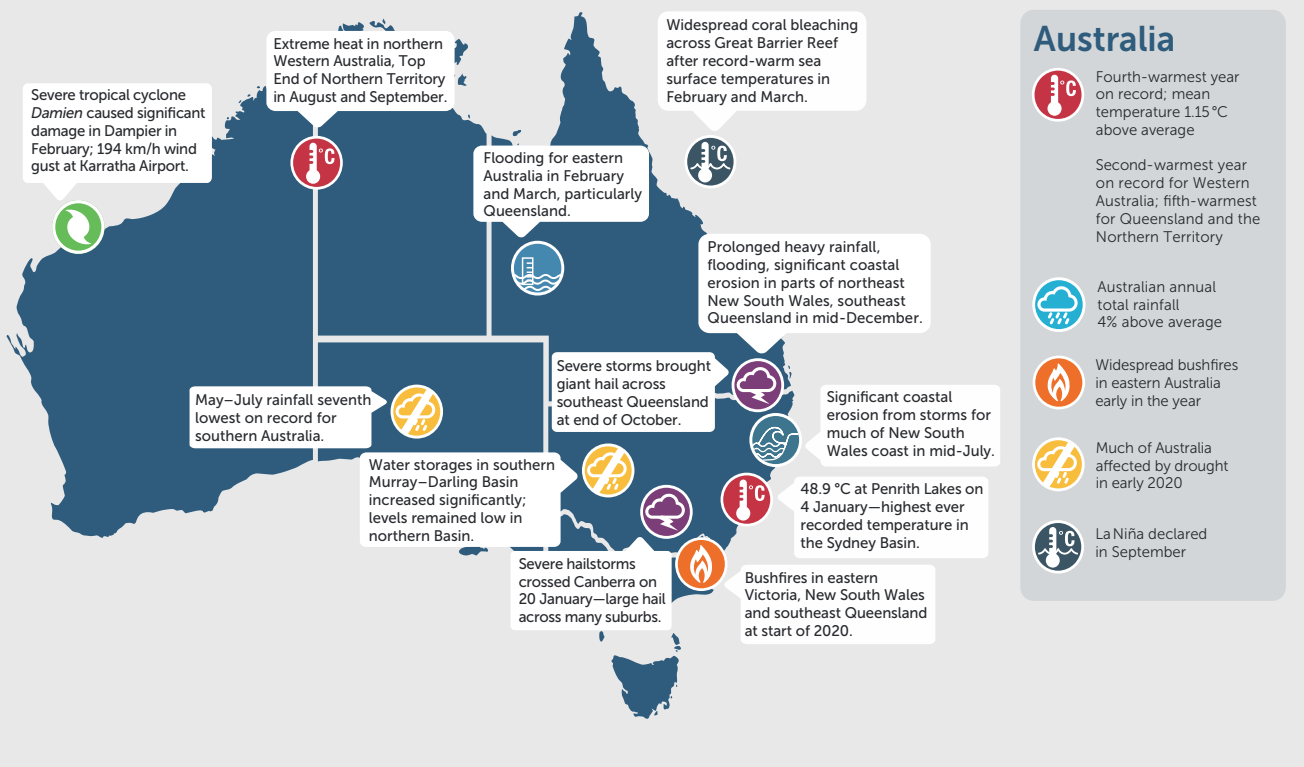 Severe tropical cyclone
Damien caused significant
damage in Dampier in
February; 194 km/h wind
gust at Karratha Airport.
Extreme heat in northern
Western Australia, Top
End of Northern Territory
in August and September.
°C
Widespread coral bleaching
across Great Barrier Reef
after record-warm sea
surface temperatures in
February and March.
°C
Flooding for eastern
Australia in February
and March, particularly
Queensland.
Prolonged heavy rainfall,
flooding, significant coastal
erosion in parts of northeast
New South Wales, southeast
Queensland in mid-December.
Severe storms brought
giant hail across
southeast Queensland
at end of October.
May–July rainfall seventh
lowest on record for
southern Australia.
Significant coastal
erosion from storms for
much of New South
Wales coast in mid-July.
Water storages in southern
Murray–Darling Basin
increased significantly;
levels remained low in
northern Basin.
°C
48.9 °C at Penrith Lakes on
4 January—highest ever
recorded temperature in
the Sydney Basin.
Severe hailstorms
crossed Canberra on
20 January—large hail
across many suburbs.
Bushfires in eastern
Victoria, New South Wales
and southeast Queensland
at start of 2020.
Australia
°C
Fourth-warmest year
on record; mean
temperature 1.15 °C
above average
Second-warmest year
on record for Western
Australia; fifth-warmest
for Queensland and the
Northern Territory
Australian annual
total rainfall
4% above average
Widespread bushfires
in eastern Australia
early in the year
Much of Australia
affected by drought
in early 2020
°C
La Niña declared
in September